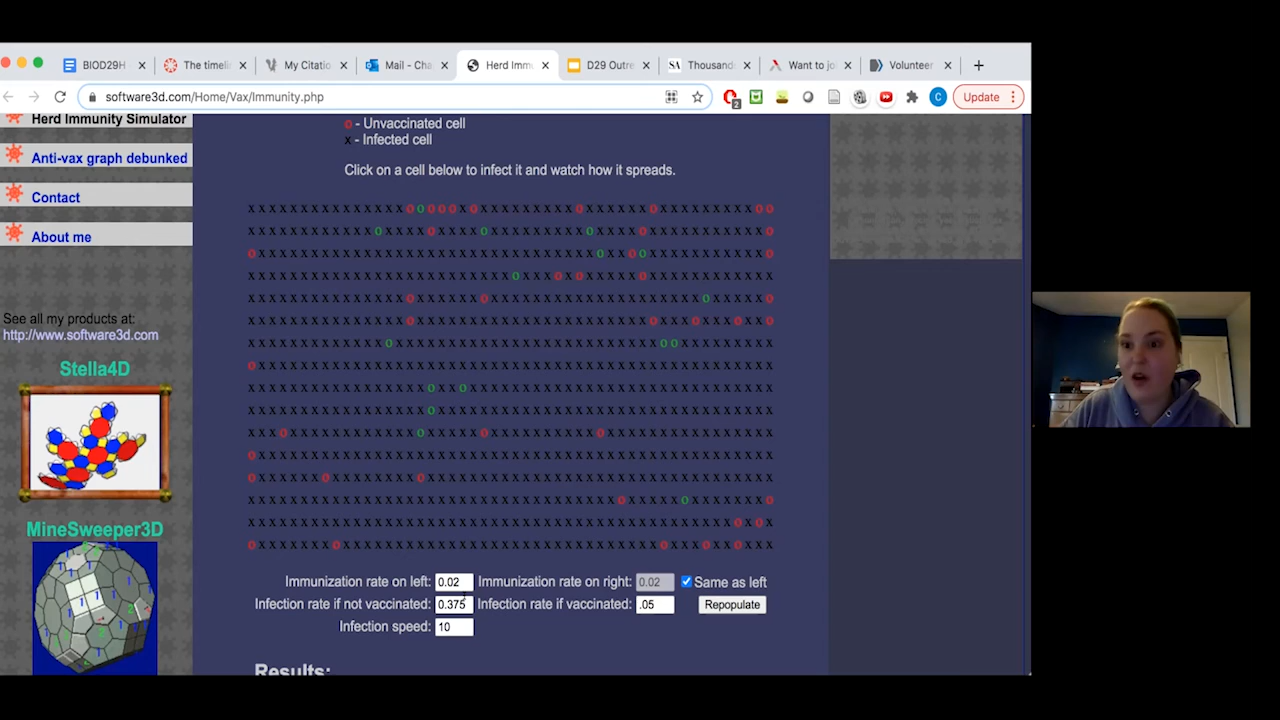 BIOD29H
The timeli
My Citatio
Mail - Cha
Herd Imm
D29 Outre
Thousand
Want to jo
Volunteer
software3d.com/Home/Vax/Immunity.php
2
C
Update
Herd Immunity Simulator
Anti-vax graph debunked
Contact
About me
See all my products at:
http://www.software3d.com
Stella4D
MineSweeper3D
o - Unvaccinated cell
x - Infected cell
Click on a cell below to infect it and watch how it spreads.
Immunization rate on left: 0.02 Immunization rate on right: 0.02 Same as left
Infection rate if not vaccinated: 0.375 Infection rate if vaccinated: .05 Repopulate
Infection speed: 10
Results: